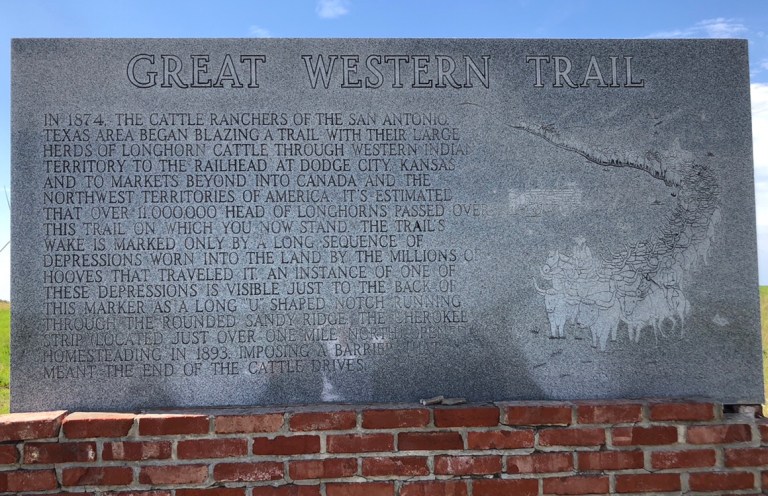 GREAT WESTERN TRAIL
IN 1874, THE CATTLE RANCHERS OF THE SAN ANTONIO,
TEXAS AREA BEGAN BLAZING A TRAIL WITH THEIR LARGE
HERDS OF LONGHORN CATTLE THROUGH WESTERN INDIAN
TERRITORY TO THE RAILHEAD AT DODGE CITY, KANSAS
AND TO MARKETS BEYOND INTO CANADA AND THE
NORTHWEST TERRITORIES OF AMERICA. IT'S ESTIMATED
THAT OVER 11,000,000 HEAD OF LONGHORNS PASSED OVER
THIS TRAIL ON WHICH YOU NOW STAND. THE TRAIL'S
WAKE IS MARKED ONLY BY A LONG SEQUENCE OF
DEPRESSIONS WORN INTO THE LAND BY THE MILLIONS OF
HOOVES THAT TRAVELED IT. AN INSTANCE OF ONE OF
THESE DEPRESSIONS IS VISIBLE JUST TO THE BACK OF
THIS MARKER AS A LONG "U" SHAPED NOTCH RUNNING
THROUGH THE ROUNDED SANDY RIDGE. THE CHEROKEE
STRIP (LOCATED JUST OVER ONE MILE NORTH) OPENED
HOMESTEADING IN 1893, IMPOSING A BARRIER THAT
MEANT THE END OF THE CATTLE DRIVES.